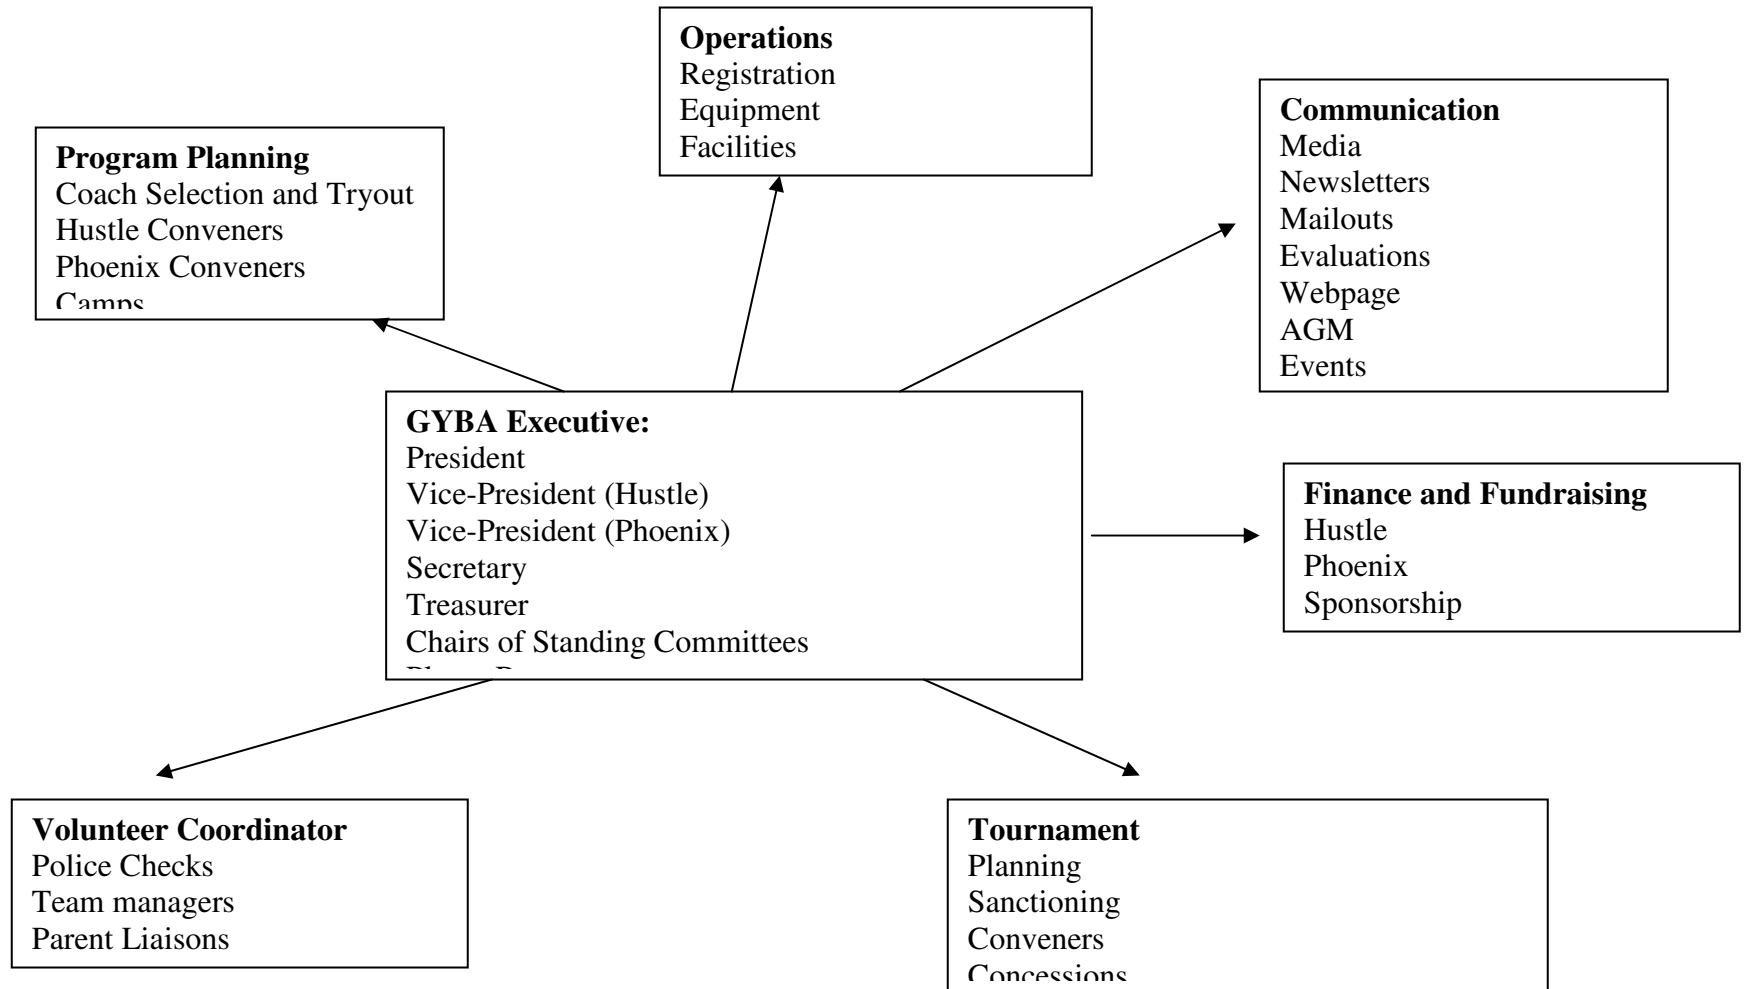 Operations
Registration
Equipment
Facilities
Communication
Media
Newsletters
Mailouts
Evaluations
Webpage
AGM
Events
Program Planning
Coach Selection and Tryout
Hustle Conveners
Phoenix Conveners
Camps
GYBA Executive:
President
Vice-President (Hustle)
Vice-President (Phoenix)
Secretary
Treasurer
Chairs of Standing Committees
Finance and Fundraising
Hustle
Phoenix
Sponsorship
Volunteer Coordinator
Police Checks
Team managers
Parent Liaisons
Tournament
Planning
Sanctioning
Conveners
Concessions